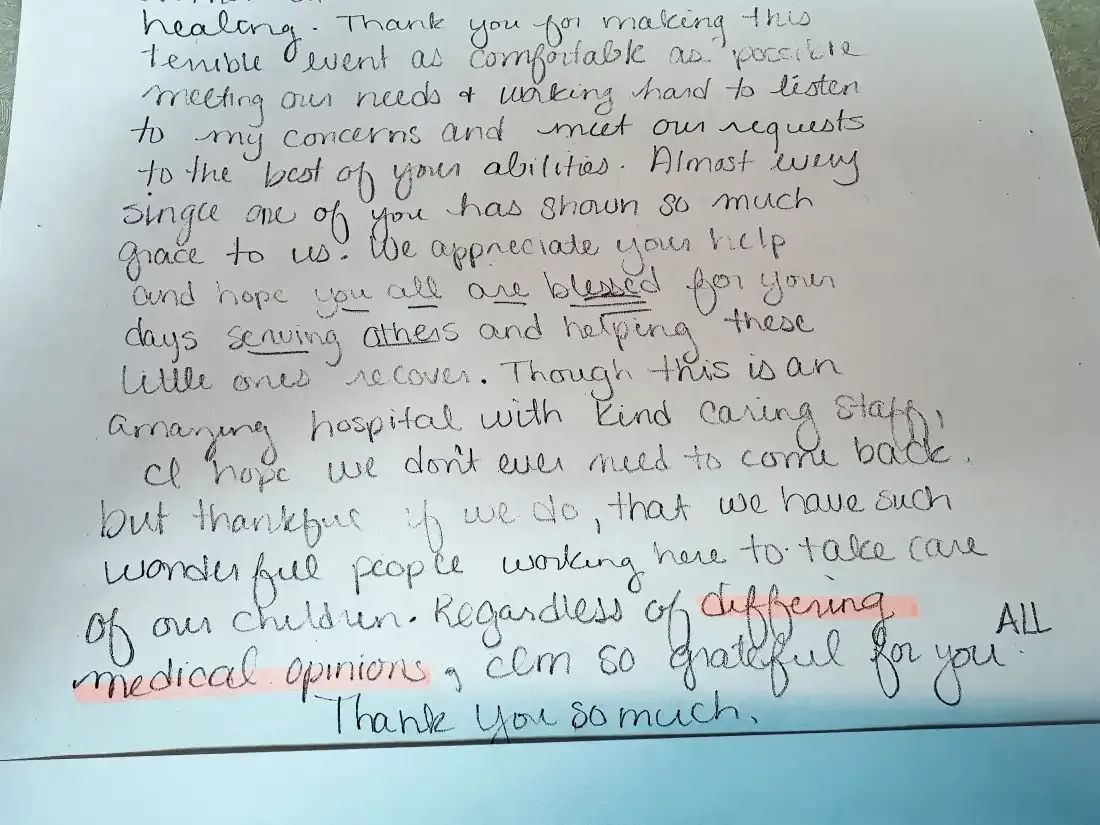 healing. Thank you for making this
terrible event as comfortable as possible
meeting our needs & working hard to listen
to my concerns and meet our requests
to the best of your abilities. Almost every
single one of you has shown so much
grace to us. We appreciate your help
and hope you all are blessed for your
days serving others and helping these
little ones recover. Though this is an
amazing hospital with kind caring staff,
I hope we don't ever need to come back.
but thankful if we do, that we have such
wonderful people working here to take care
of our children. Regardless of differing
medical opinions, I'm so grateful for you ALL
Thank you so much.